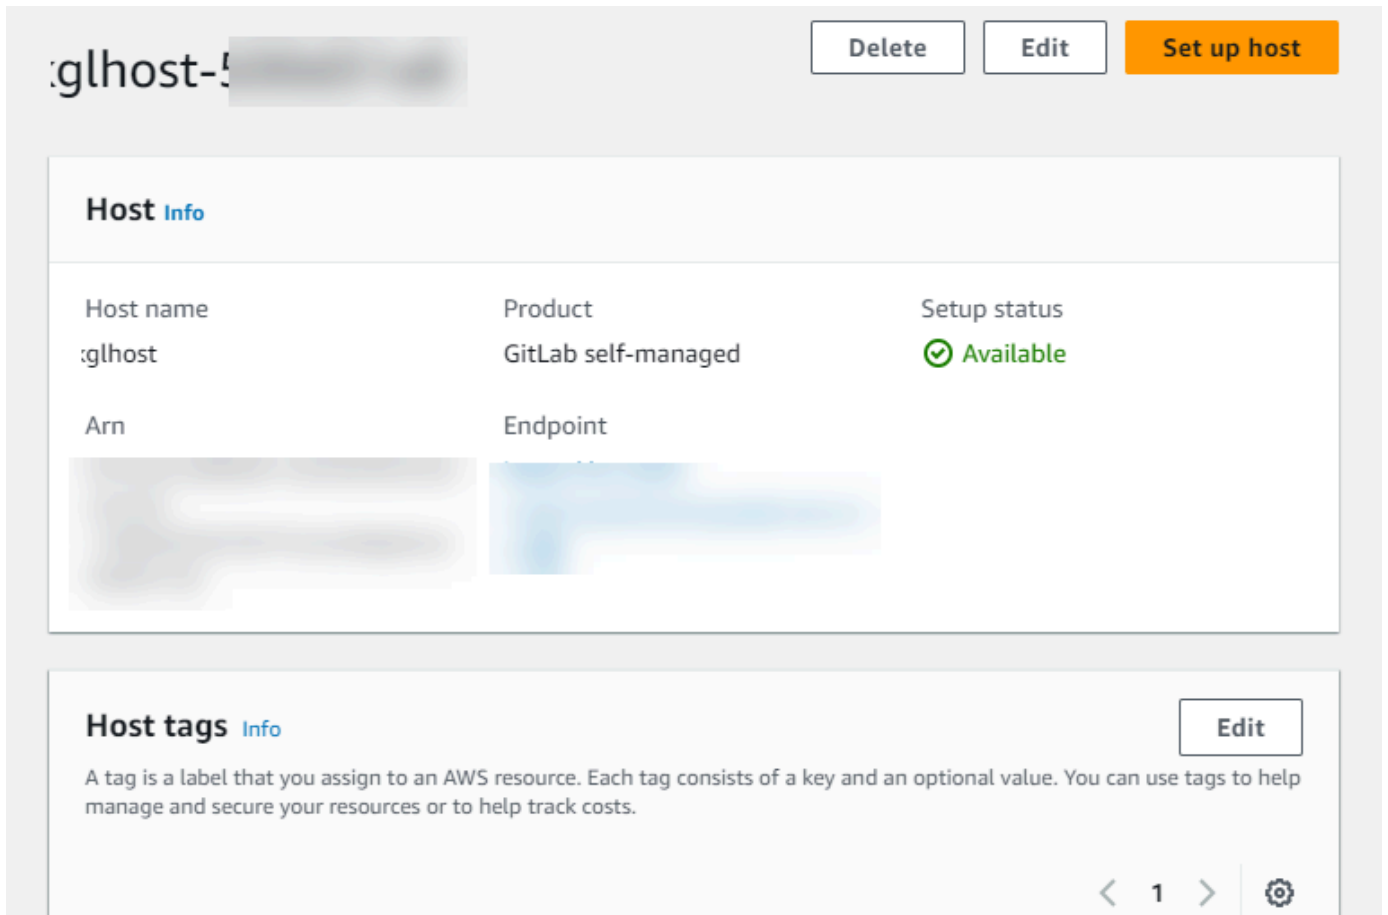 glhost-5
Delete
Edit
Set up host
Host Info
Host name
Product
Setup status
glhost
GitLab self-managed
Available
Arn
Endpoint
Host tags Info
Edit
A tag is a label that you assign to an AWS resource. Each tag consists of a key and an optional value. You can use tags to help
manage and secure your resources or to help track costs.
1